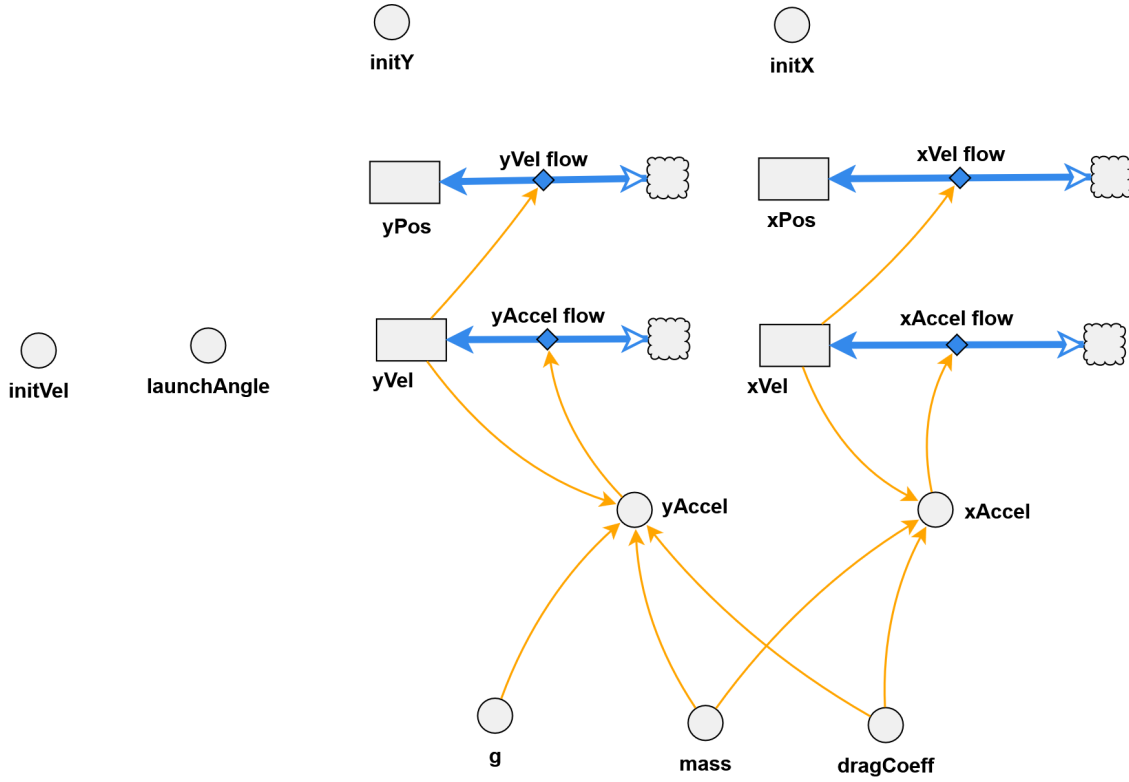 initY
initX
yVel flow
xVel flow
yPos
xPos
yAccel flow
xAccel flow
initVel
launchAngle
yVel
xVel
yAccel
xAccel
g
mass
dragCoeff